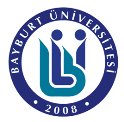 BAYBURT ÜNİVERSİTESİ
• 2008 •